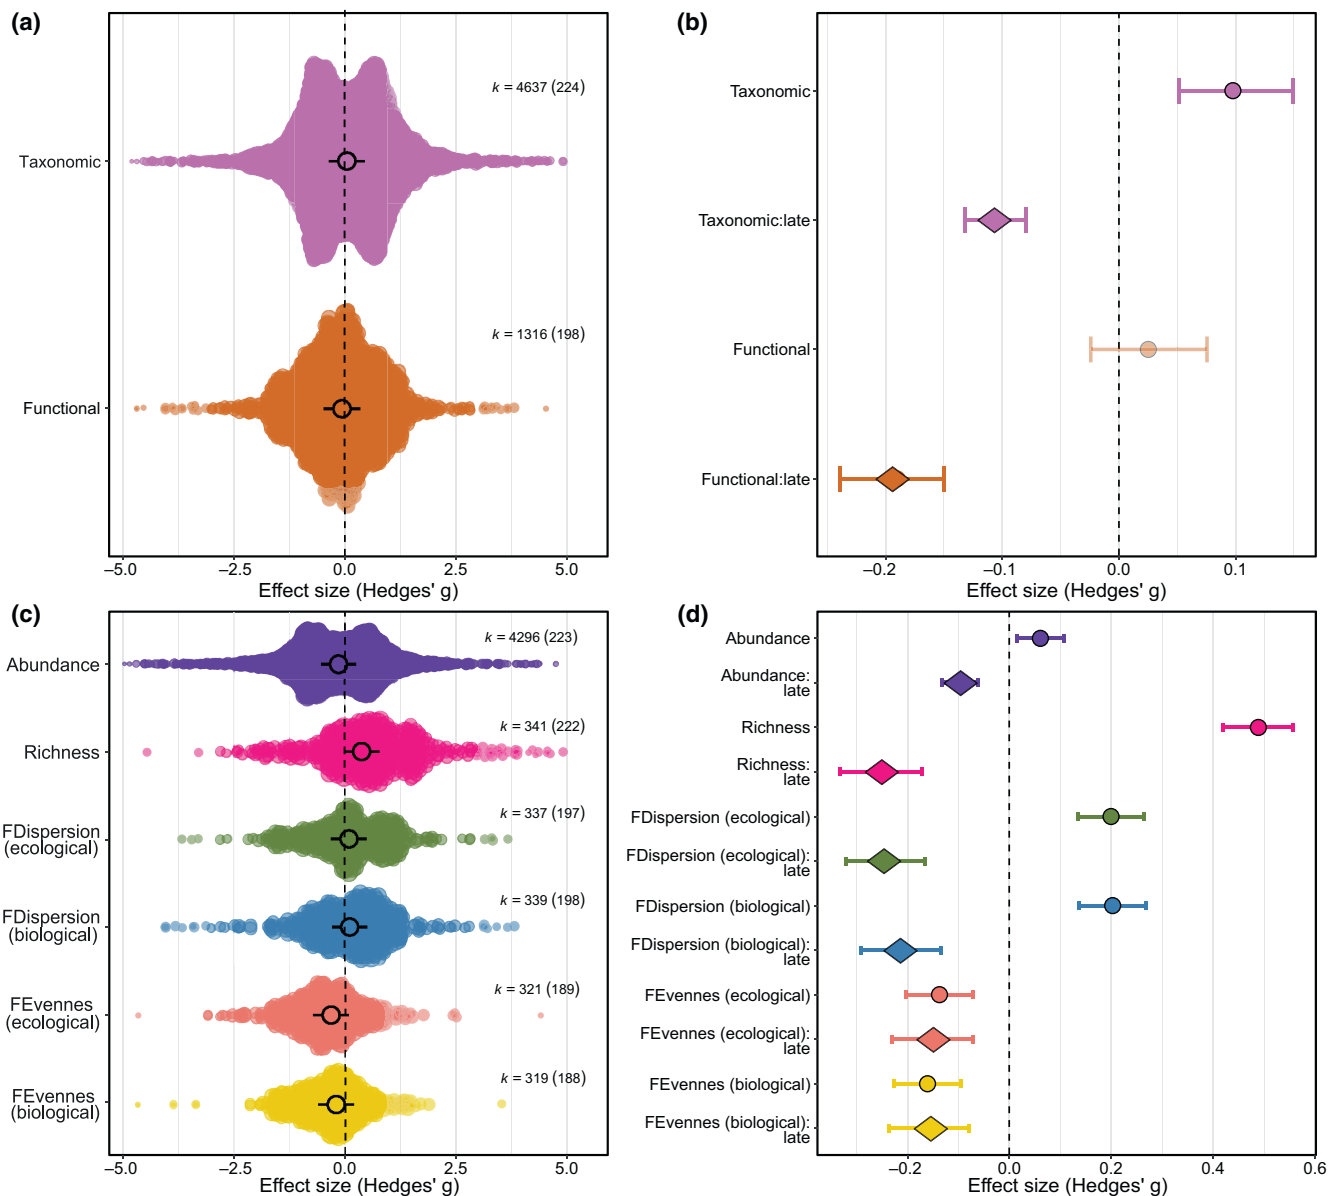 (a)
k = 4637 (224)
Taxonomic
k = 1316 (198)
Functional
–5.0 –2.5 0.0 2.5 5.0
Effect size (Hedges' g)
(b)
Taxonomic
Taxonomic:late
Functional
Functional:late
–0.2 –0.1 0.0 0.1
Effect size (Hedges' g)
(c)
k = 4296 (223)
Abundance
k = 341 (222)
Richness
k = 337 (197)
FDispersion
(ecological)
k = 339 (198)
FDispersion
(biological)
k = 321 (189)
FEvennes
(ecological)
k = 319 (188)
FEvennes
(biological)
–5.0 –2.5 0.0 2.5 5.0
Effect size (Hedges' g)
(d)
Abundance
Abundance:
late
Richness
Richness:
late
FDispersion (ecological)
FDispersion (ecological):
late
FDispersion (biological)
FDispersion (biological):
late
FEvennes (ecological)
FEvennes (ecological):
late
FEvennes (biological)
FEvennes (biological):
late
–0.2 0.0 0.2 0.4 0.6
Effect size (Hedges' g)